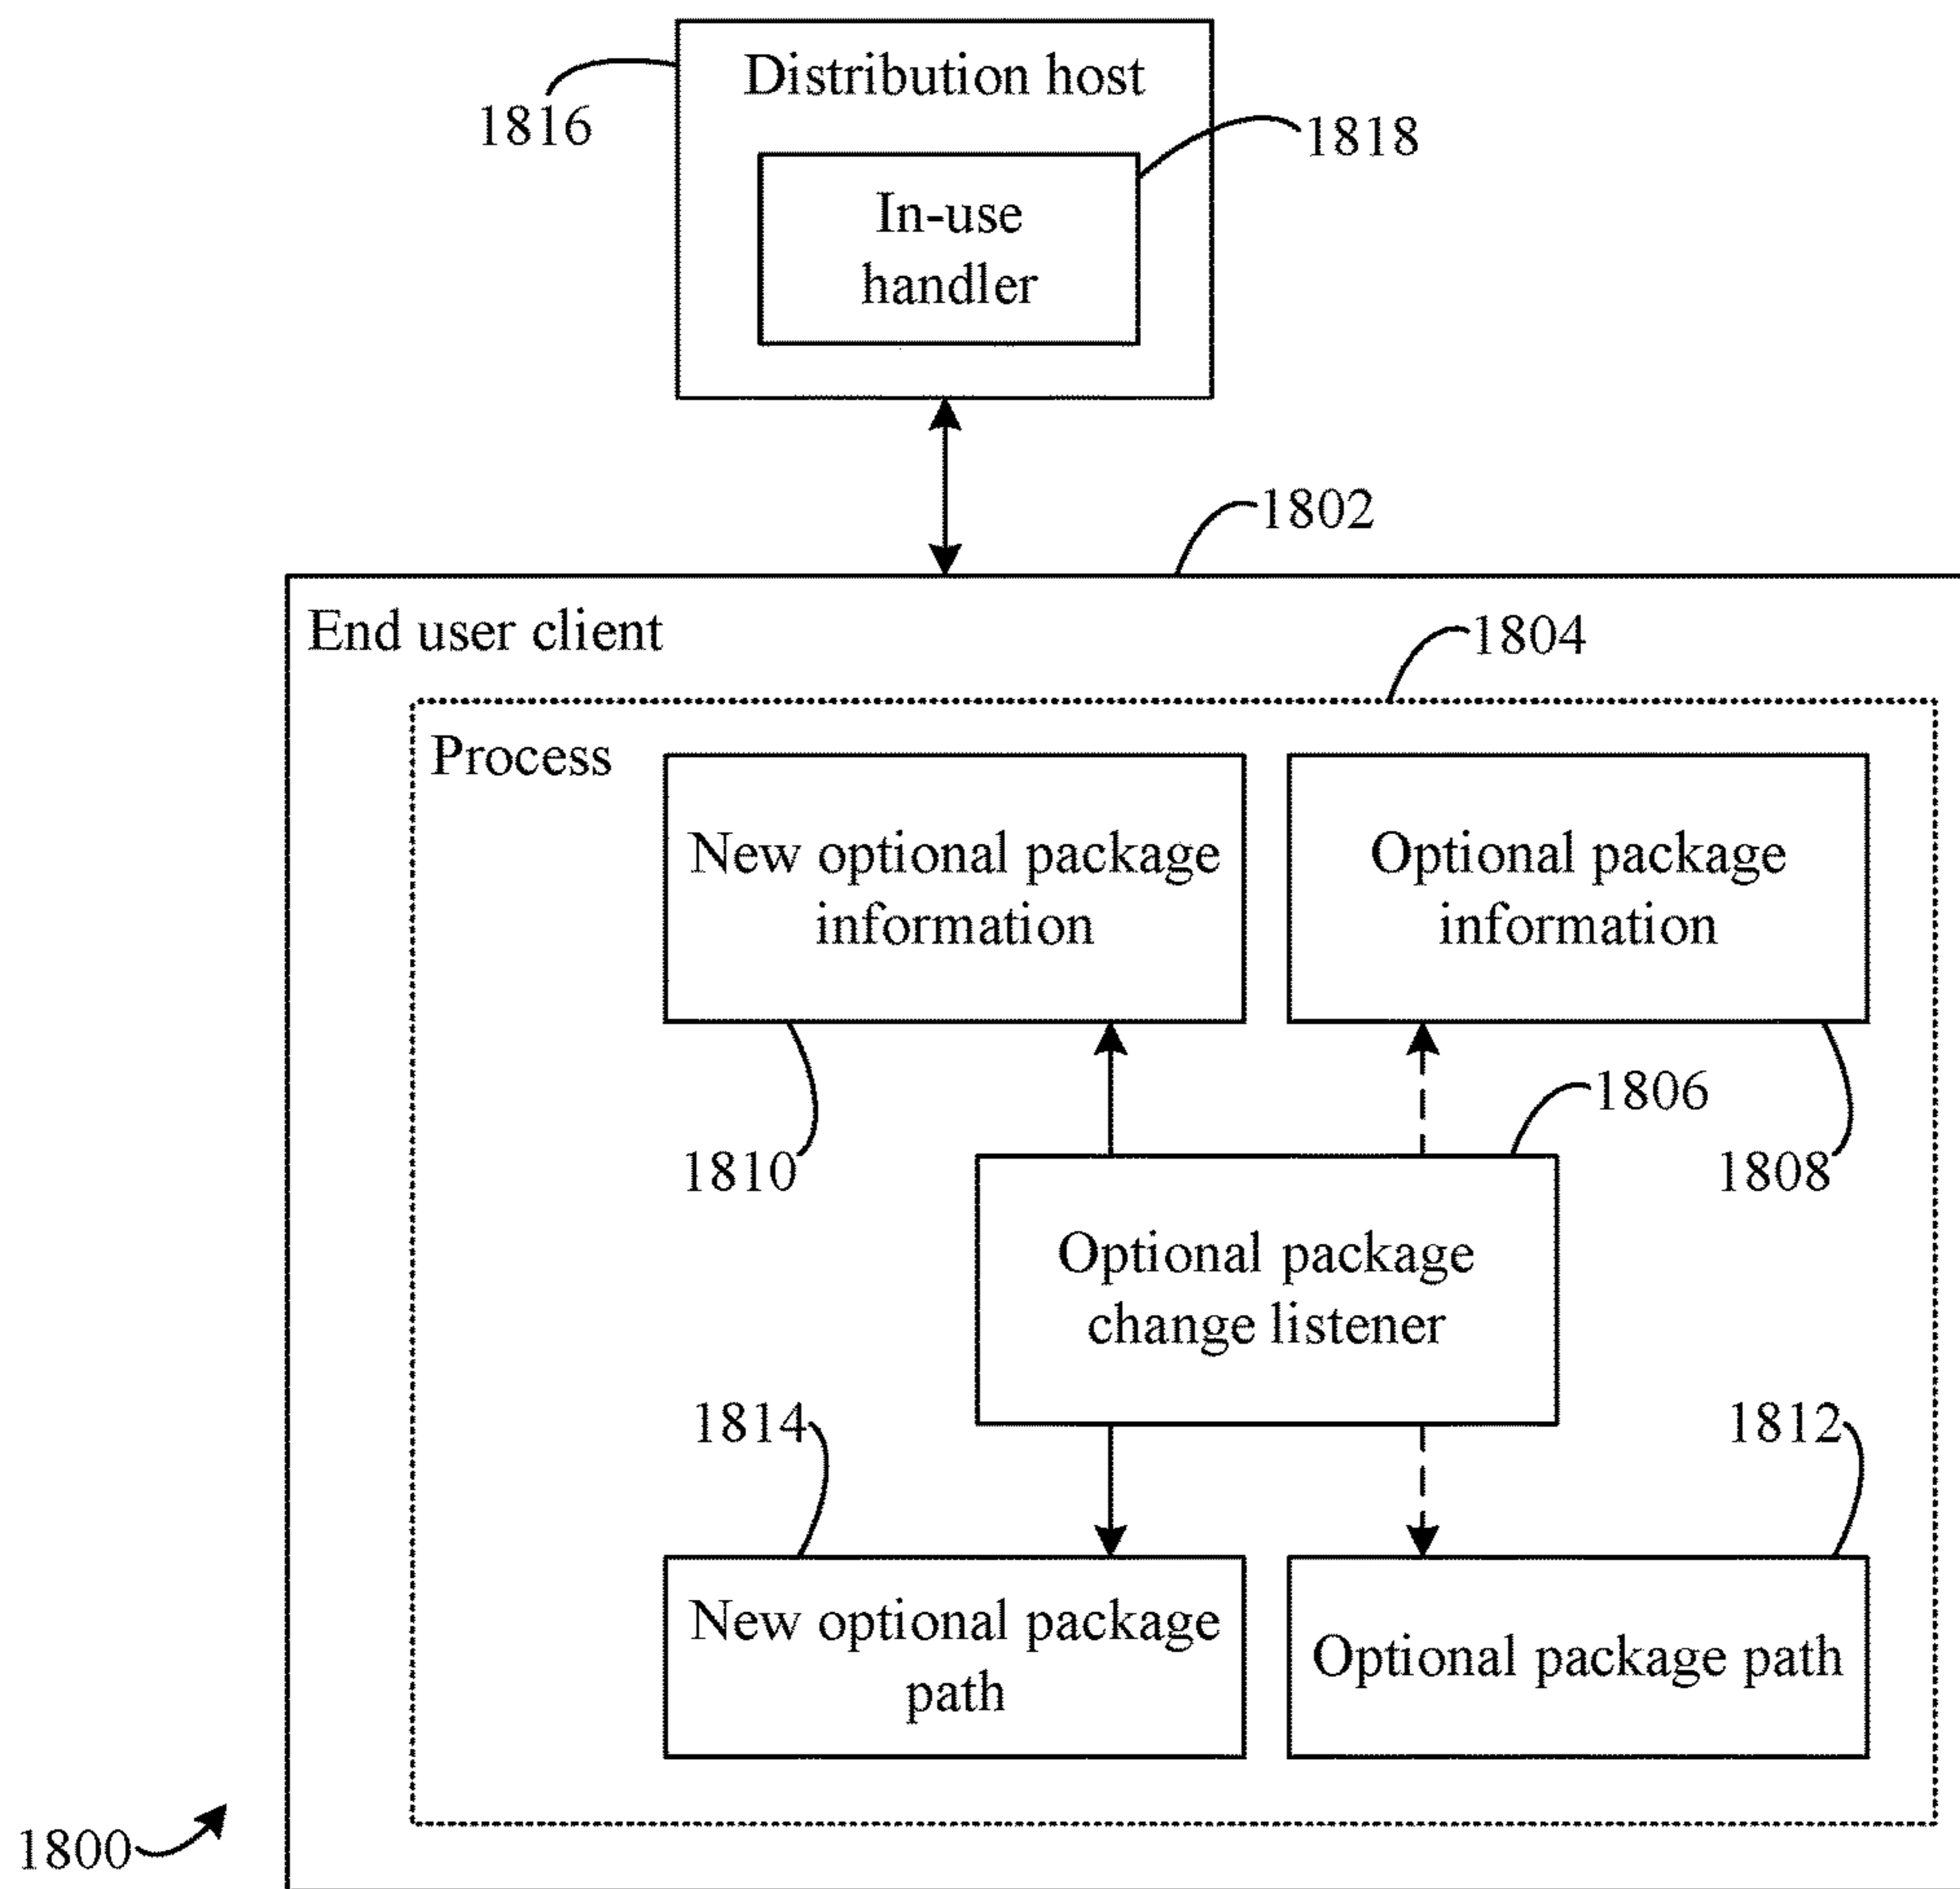 Distribution host
1816
1818
In-use
handler
1802
End user client
1804
Process
New optional package
information
Optional package
information
1806
1810
1808
Optional package
change listener
1814
1812
New optional package
path
Optional package path
1800